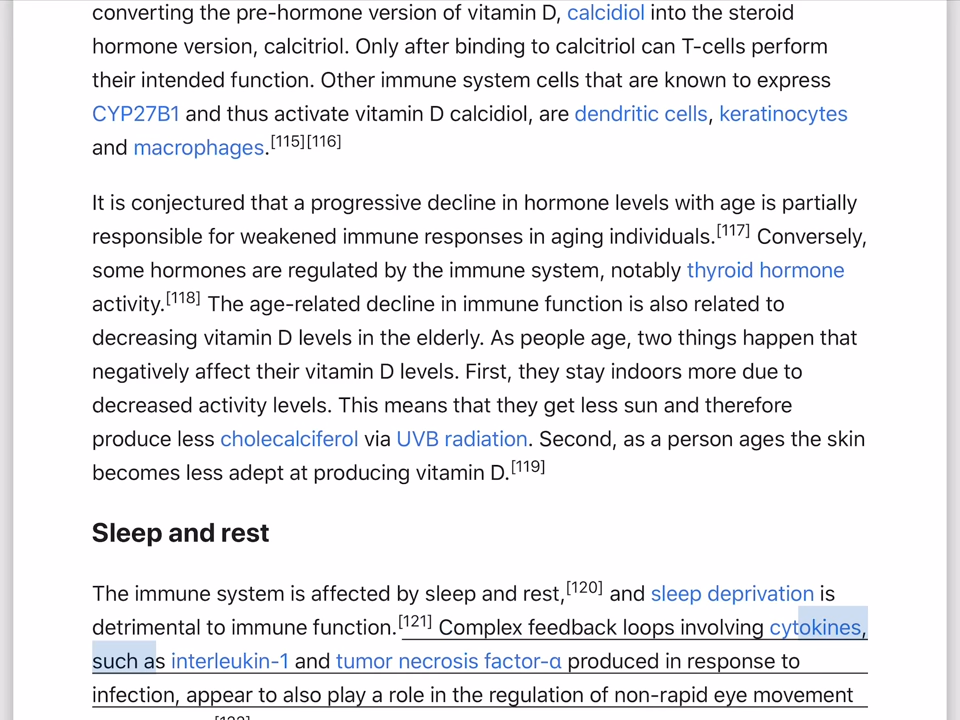 converting the pre-hormone version of vitamin D, calcidiol into the steroid
hormone version, calcitriol. Only after binding to calcitriol can T-cells perform
their intended function. Other immune system cells that are known to express
CYP27B1 and thus activate vitamin D calcidiol, are dendritic cells, keratinocytes
and macrophages.[115][116]
It is conjectured that a progressive decline in hormone levels with age is partially
responsible for weakened immune responses in aging individuals.[117] Conversely,
some hormones are regulated by the immune system, notably thyroid hormone
activity.[118] The age-related decline in immune function is also related to
decreasing vitamin D levels in the elderly. As people age, two things happen that
negatively affect their vitamin D levels. First, they stay indoors more due to
decreased activity levels. This means that they get less sun and therefore
produce less cholecalciferol via UVB radiation. Second, as a person ages the skin
becomes less adept at producing vitamin D.[119]
Sleep and rest
The immune system is affected by sleep and rest,[120] and sleep deprivation is
detrimental to immune function.[121] Complex feedback loops involving cytokines,
such as interleukin-1 and tumor necrosis factor-α produced in response to
infection, appear to also play a role in the regulation of non-rapid eye movement